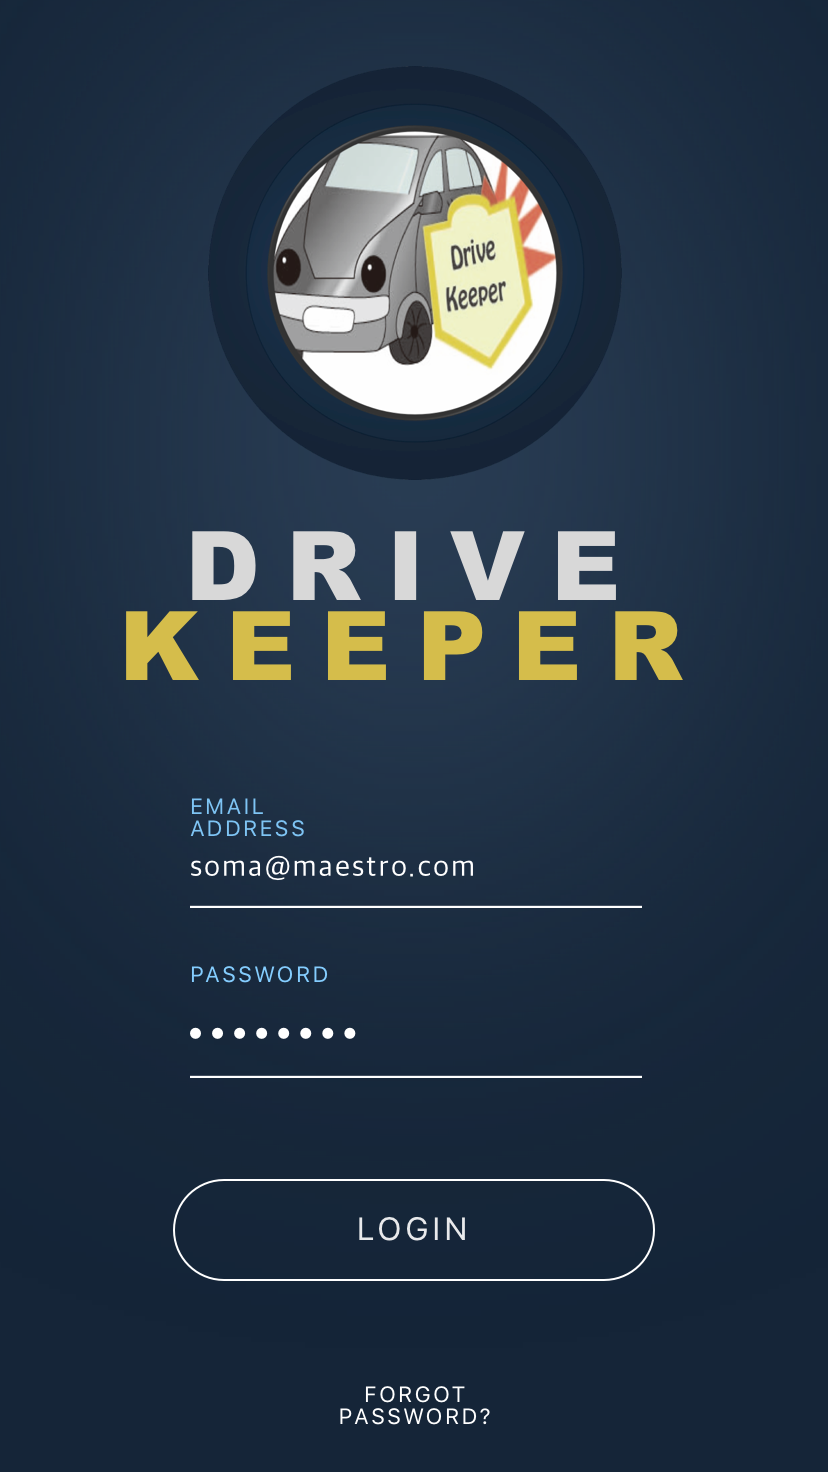 Drive
Keeper
DRIVE
KEEPER
EMAIL
ADDRESS
soma@maestro.com
PASSWORD
••••••••
LOGIN
FORGOT
PASSWORD?